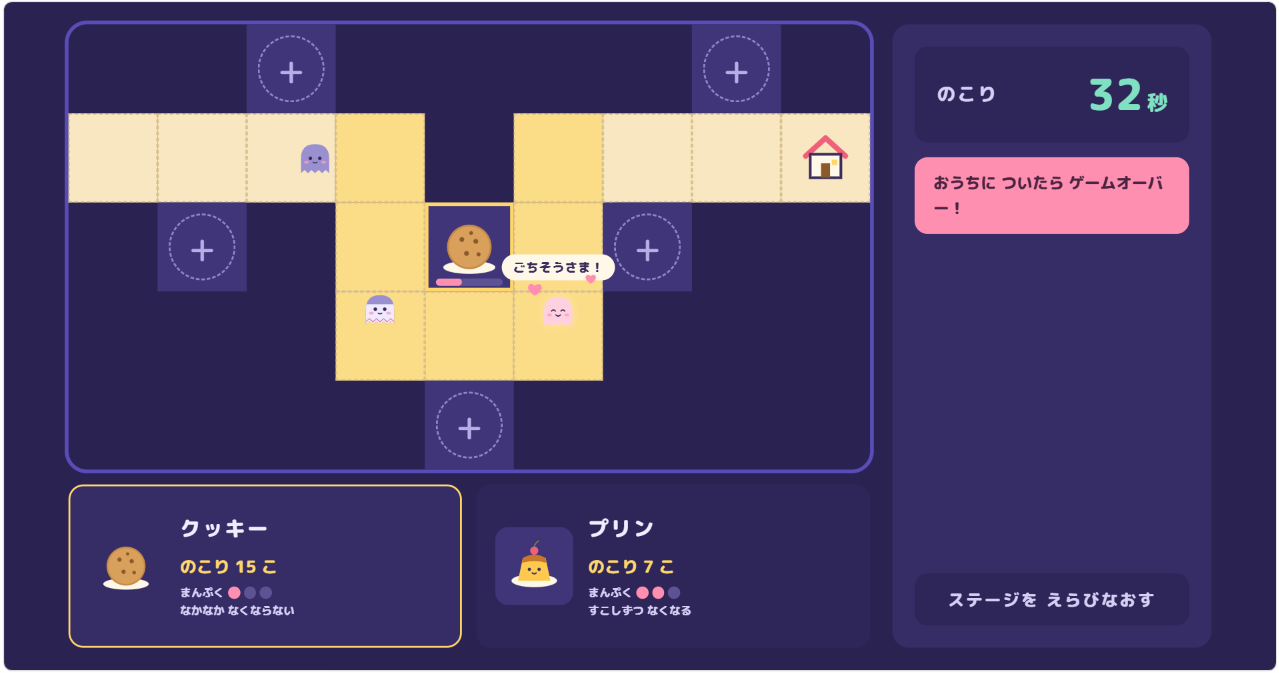 のこり
32秒
おうちに ついたら ゲームオーバ
ー！
ごちそうさま！
クッキー
のこり 15 こ
まんぷく
なかなか なくならない
プリン
のこり 7 こ
まんぷく
すこしずつ なくなる
ステージを えらびなおす